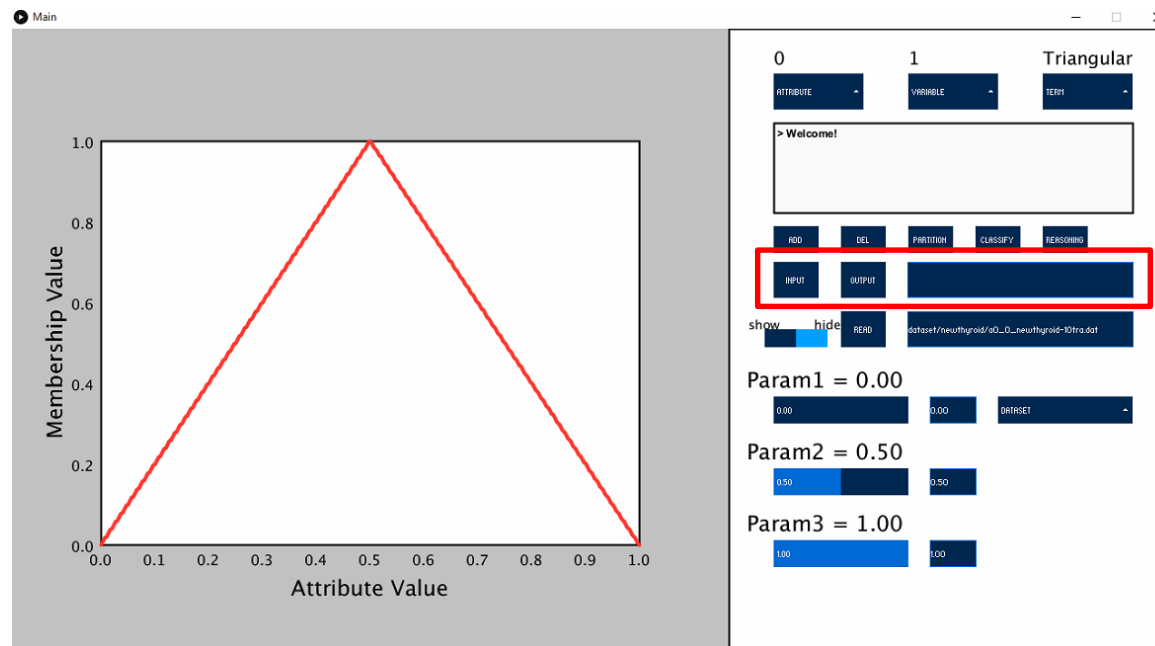 Main
0 1 Triangular
ATTRIBUTE VARIABLE TERM
> Welcome!
ADD DEL PARTITION CLASSIFY REASONING
INPUT OUTPUT
show hide READ dataset/newthyroid/a0_0_newthyroid-10tra.dat
Param1 = 0.00
0.00 0.00 DATASET
Param2 = 0.50
0.50 0.50
Param3 = 1.00
1.00 1.00
Membership Value
1.0
0.8
0.6
0.4
0.2
0.0
0.0 0.1 0.2 0.3 0.4 0.5 0.6 0.7 0.8 0.9 1.0
Attribute Value